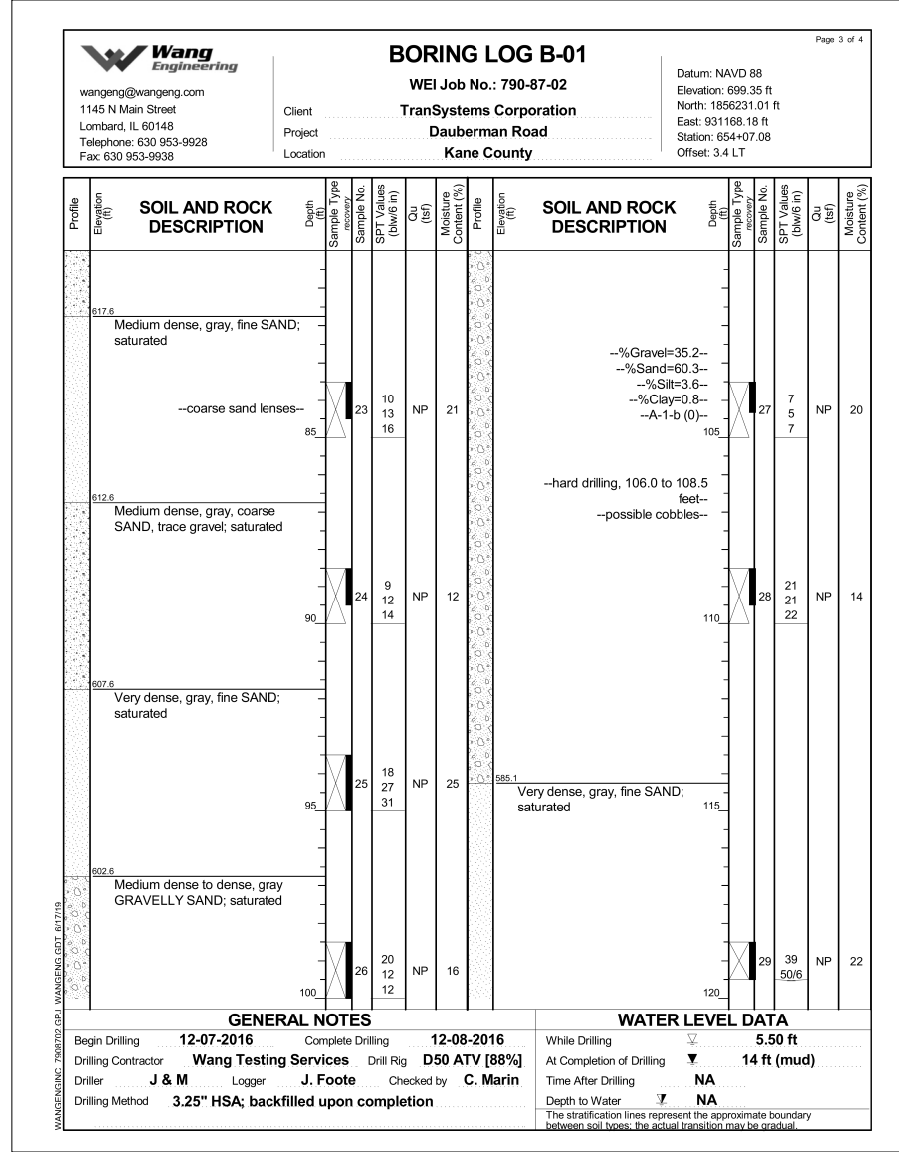 Page 3 of 4
Wang
Engineering
wangeng@wangeng.com
1145 N Main Street
Lombard, IL 60148
Telephone: 630 953-9928
Fax: 630 953-9938
BORING LOG B-01
WEI Job No.: 790-87-02
Client TranSystems Corporation
Project Dauberman Road
Location Kane County
Datum: NAVD 88
Elevation: 699.35 ft
North: 1856231.01 ft
East: 931168.18 ft
Station: 654+07.08
Offset: 3.4 LT
Profile
Elevation
(ft)
SOIL AND ROCK
DESCRIPTION
Depth
(ft)
Sample Type
recovery
Sample No.
SPT Values
(blw/6 in)
Qu
(tsf)
Moisture
Content (%)
617.6
Medium dense, gray, fine SAND;
saturated
--coarse sand lenses--
85
23
10
13
16
NP
21
612.6
Medium dense, gray, coarse
SAND, trace gravel; saturated
90
24
9
12
14
NP
12
607.6
Very dense, gray, fine SAND;
saturated
95
25
18
27
31
NP
25
602.6
Medium dense to dense, gray
GRAVELLY SAND; saturated
100
26
20
12
12
NP
16
Profile
Elevation
(ft)
SOIL AND ROCK
DESCRIPTION
Depth
(ft)
Sample Type
recovery
Sample No.
SPT Values
(blw/6 in)
Qu
(tsf)
Moisture
Content (%)
--%Gravel=35.2--
--%Sand=60.3--
--%Silt=3.6--
--%Clay=0.8--
--A-1-b (0)--
105
27
7
5
7
NP
20
--hard drilling, 106.0 to 108.5
feet--
--possible cobbles--
110
28
21
21
22
NP
14
585.1
Very dense, gray, fine SAND;
saturated
115
120
29
39
50/6
NP
22
WANGENGINC 7908702.GPJ WANGENG.GDT 6/17/19
GENERAL NOTES
Begin Drilling 12-07-2016 Complete Drilling 12-08-2016
Drilling Contractor Wang Testing Services Drill Rig D50 ATV [88%]
Driller J & M Logger J. Foote Checked by C. Marin
Drilling Method 3.25" HSA; backfilled upon completion
WATER LEVEL DATA
While Drilling 5.50 ft
At Completion of Drilling 14 ft (mud)
Time After Drilling NA
Depth to Water NA
The stratification lines represent the approximate boundary
between soil types; the actual transition may be gradual.